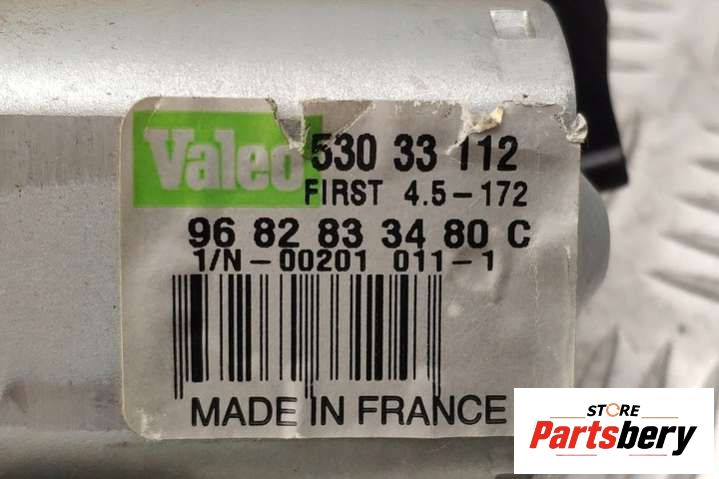 Valeo 530 33 112
FIRST 4.5-172
96 82 83 34 80 C
1/N-00201 011-1
MADE IN FRANCE
STORE
Partsbery